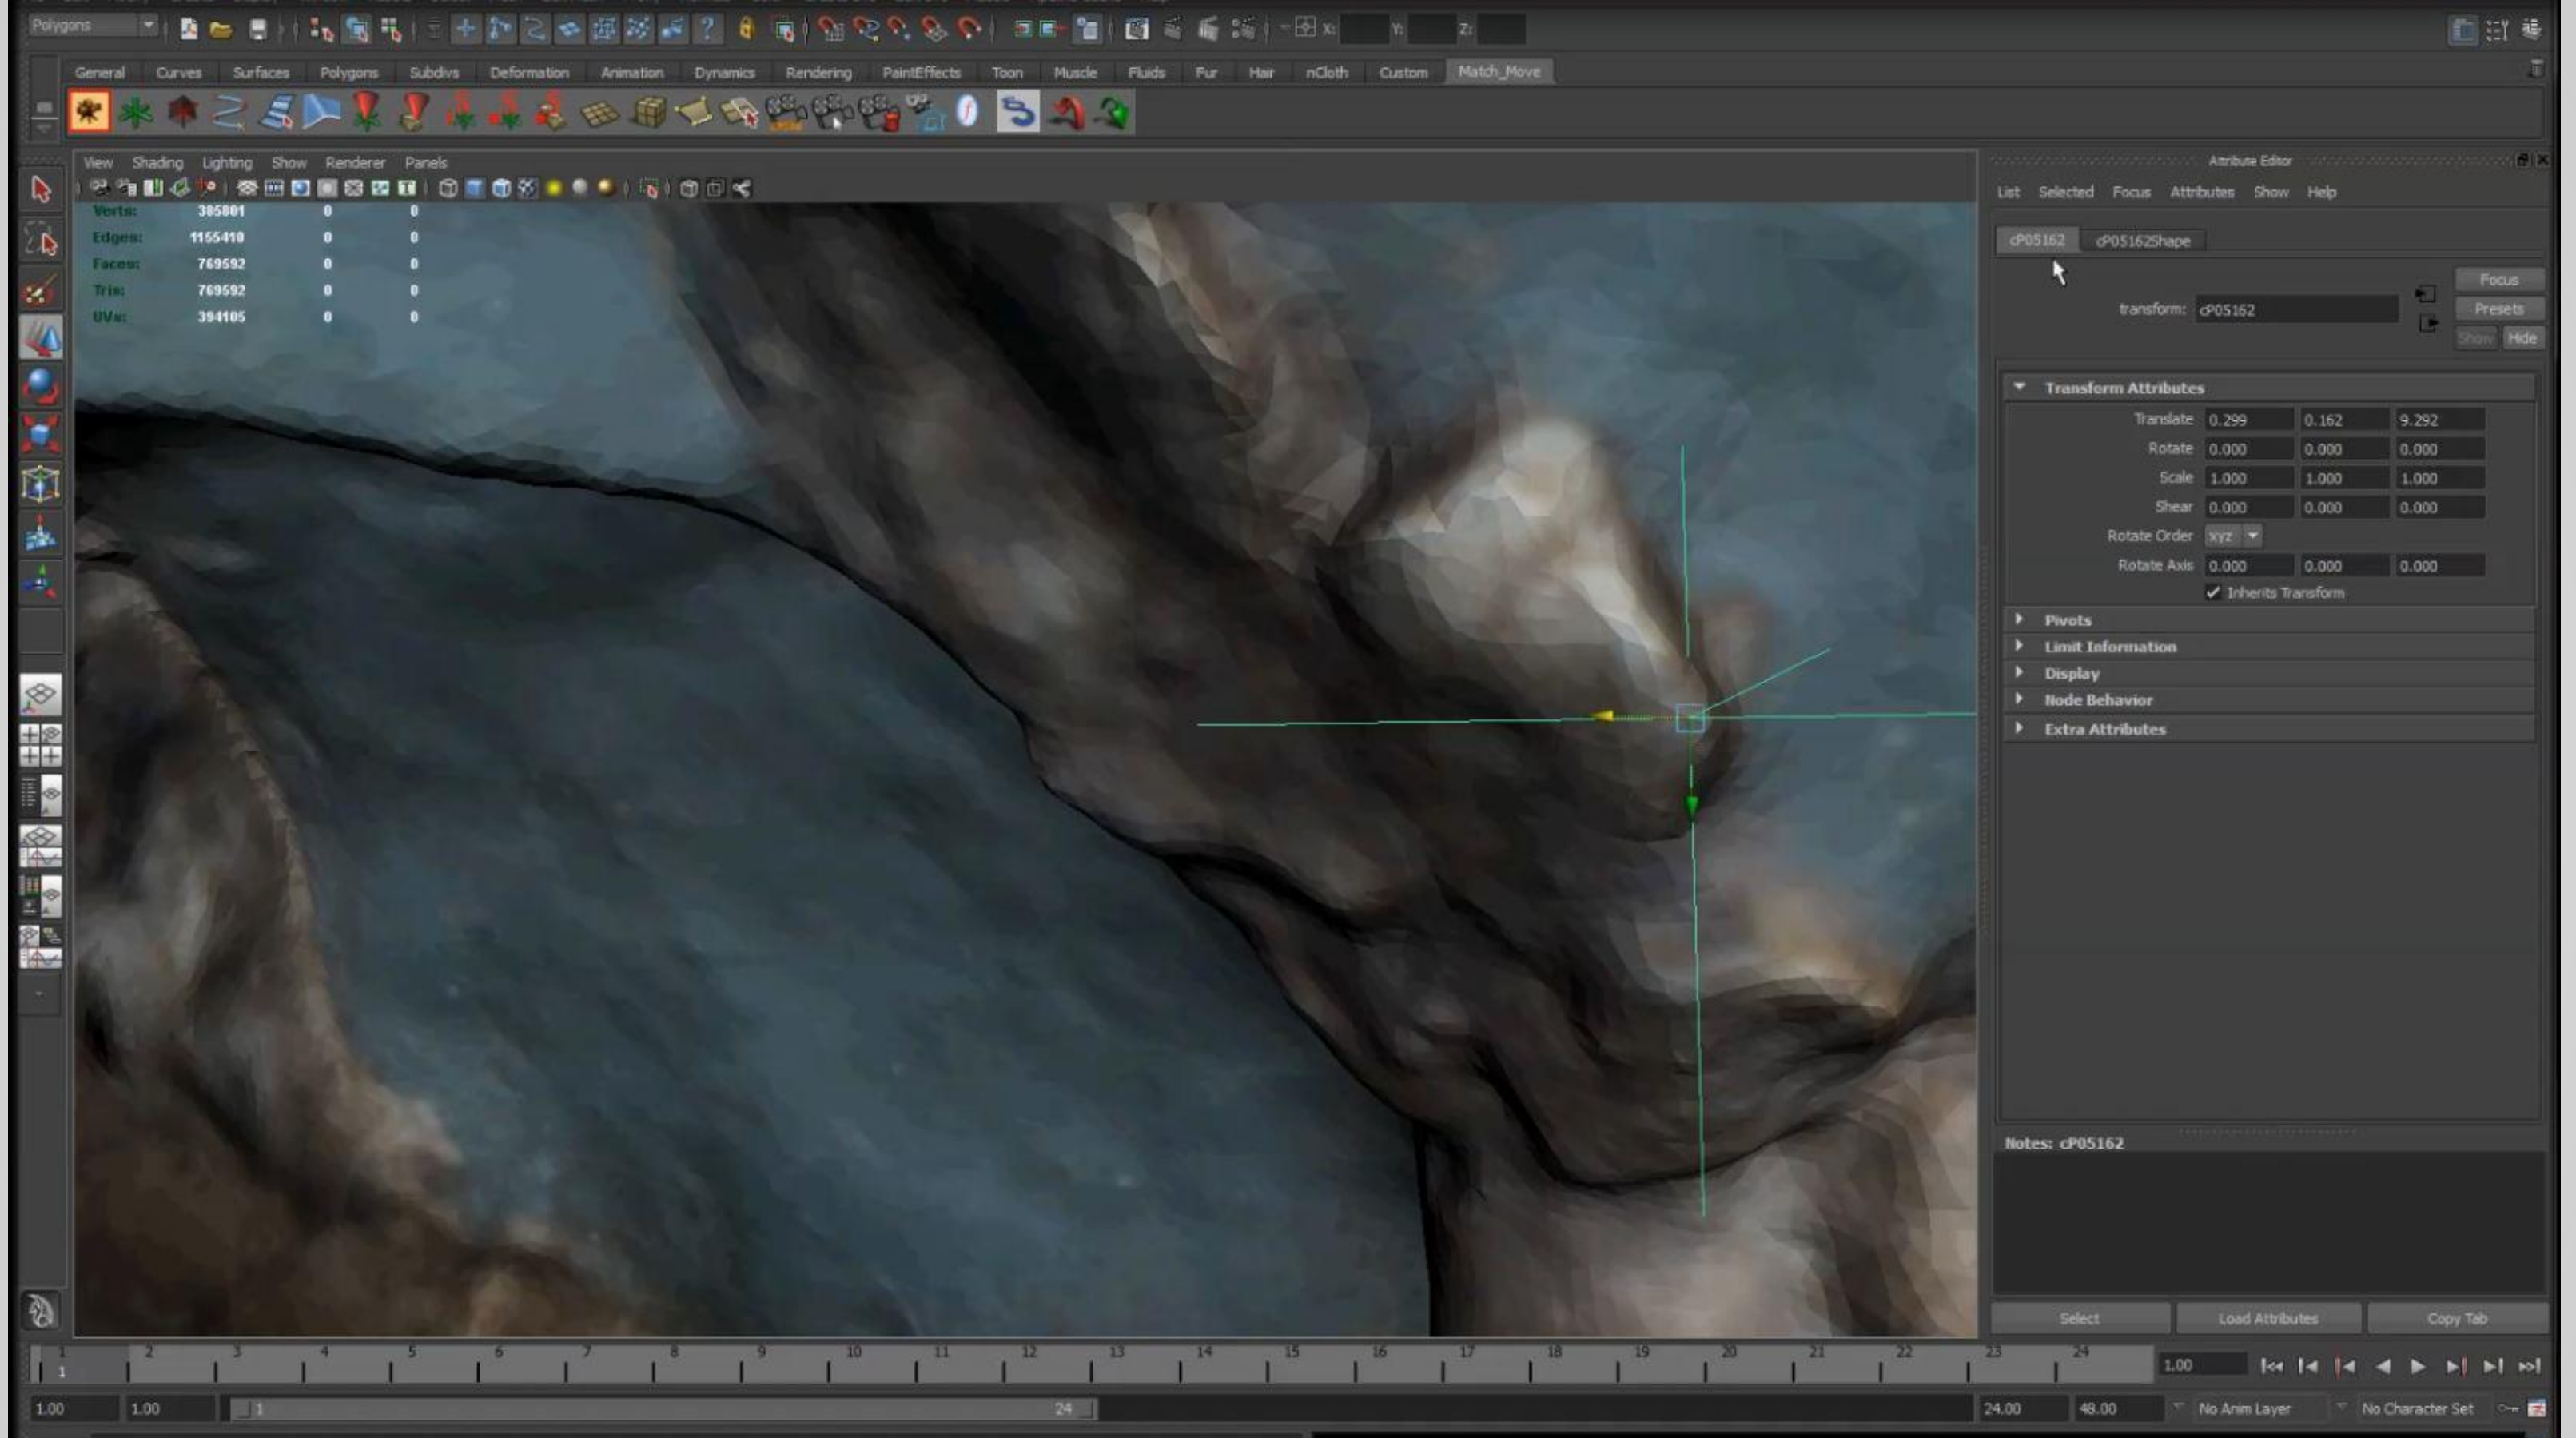 Polygons X: Y: Z:
General Curves Surfaces Polygons Subdivs Deformation Animation Dynamics Rendering PaintEffects Toon Muscle Fluids Fur Hair nCloth Custom Match_Move
View Shading Lighting Show Renderer Panels
Attribute Editor
List Selected Focus Attributes Show Help
Verts: 385801 0 0
Edges: 1155410 0 0
Faces: 769592 0 0
Tris: 769592 0 0
UVs: 394105 0 0
cP05162 cP05162Shape
Focus
transform: cP05162
Presets
Show Hide
Transform Attributes
Translate 0.299 0.162 9.292
Rotate 0.000 0.000 0.000
Scale 1.000 1.000 1.000
Shear 0.000 0.000 0.000
Rotate Order xyz
Rotate Axis 0.000 0.000 0.000
Inherits Transform
Pivots
Limit Information
Display
Node Behavior
Extra Attributes
Notes: cP05162
Select Load Attributes Copy Tab
1 2 3 4 5 6 7 8 9 10 11 12 13 14 15 16 17 18 19 20 21 22 23 24
1 1.00
1.00 1.00 1 24 24.00 48.00 No Anim Layer No Character Set